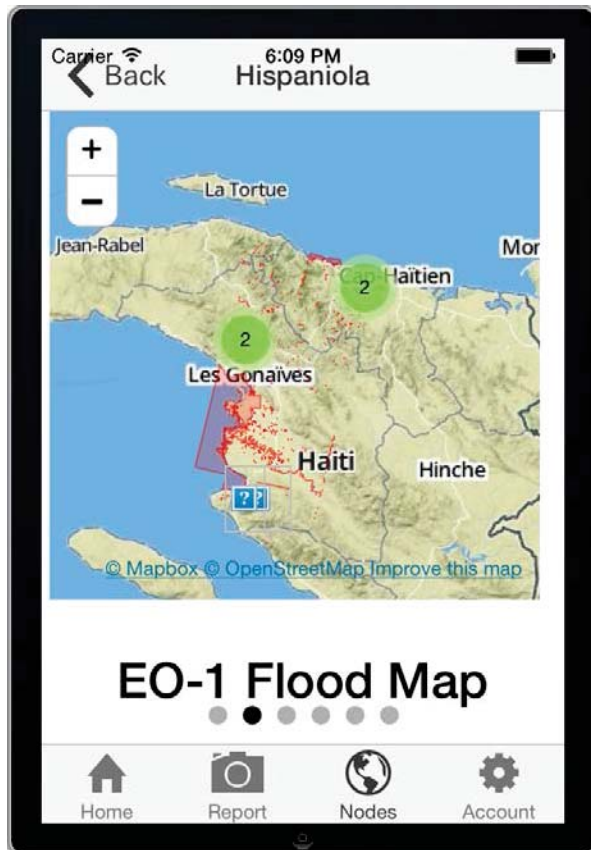 Carrier 6:09 PM
Back Hispaniola
+
−
La Tortue
Jean-Rabel
Mor
Cap-Haïtien
2
2
Les Gonaïves
Haiti
Hinche
? ?
© Mapbox © OpenStreetMap Improve this map
EO-1 Flood Map
Home Report Nodes Account